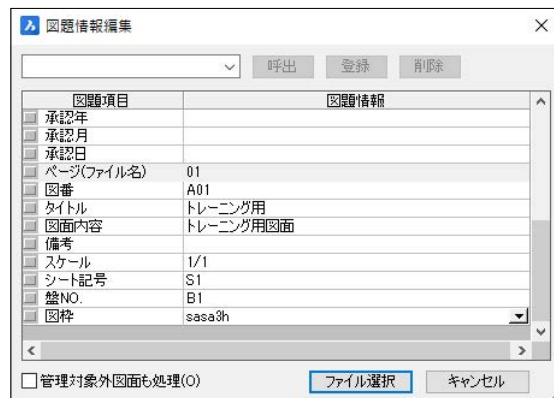 図題情報編集
呼出 登録 削除
図題項目 図題情報
承認年
承認月
承認日
ページ(ファイル名) 01
図番 A01
タイトル トレーニング用
図面内容 トレーニング用図面
備考
スケール 1/1
シート記号 S1
盤NO. B1
図枠 sasa3h
管理対象外図面も処理(O) ファイル選択 キャンセル